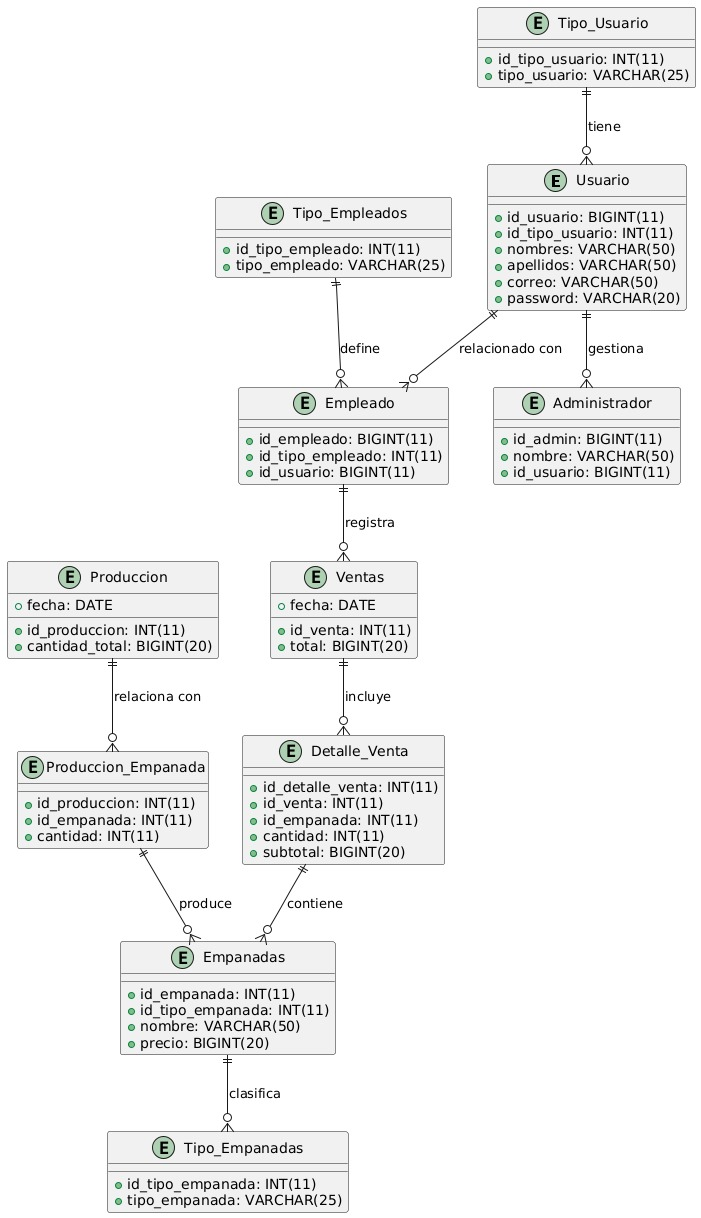 E Tipo_Usuario
id_tipo_usuario: INT(11)
tipo_usuario: VARCHAR(25)
tiene
E Usuario
id_usuario: BIGINT(11)
id_tipo_usuario: INT(11)
nombres: VARCHAR(50)
apellidos: VARCHAR(50)
correo: VARCHAR(50)
password: VARCHAR(20)
E Tipo_Empleados
id_tipo_empleado: INT(11)
tipo_empleado: VARCHAR(25)
define
relacionado con
gestiona
E Empleado
id_empleado: BIGINT(11)
id_tipo_empleado: INT(11)
id_usuario: BIGINT(11)
E Administrador
id_admin: BIGINT(11)
nombre: VARCHAR(50)
id_usuario: BIGINT(11)
registra
E Produccion
fecha: DATE
id_produccion: INT(11)
cantidad_total: BIGINT(20)
E Ventas
fecha: DATE
id_venta: INT(11)
total: BIGINT(20)
relaciona con
incluye
E Produccion_Empanada
id_produccion: INT(11)
id_empanada: INT(11)
cantidad: INT(11)
E Detalle_Venta
id_detalle_venta: INT(11)
id_venta: INT(11)
id_empanada: INT(11)
cantidad: INT(11)
subtotal: BIGINT(20)
produce
contiene
E Empanadas
id_empanada: INT(11)
id_tipo_empanada: INT(11)
nombre: VARCHAR(50)
precio: BIGINT(20)
clasifica
E Tipo_Empanadas
id_tipo_empanada: INT(11)
tipo_empanada: VARCHAR(25)